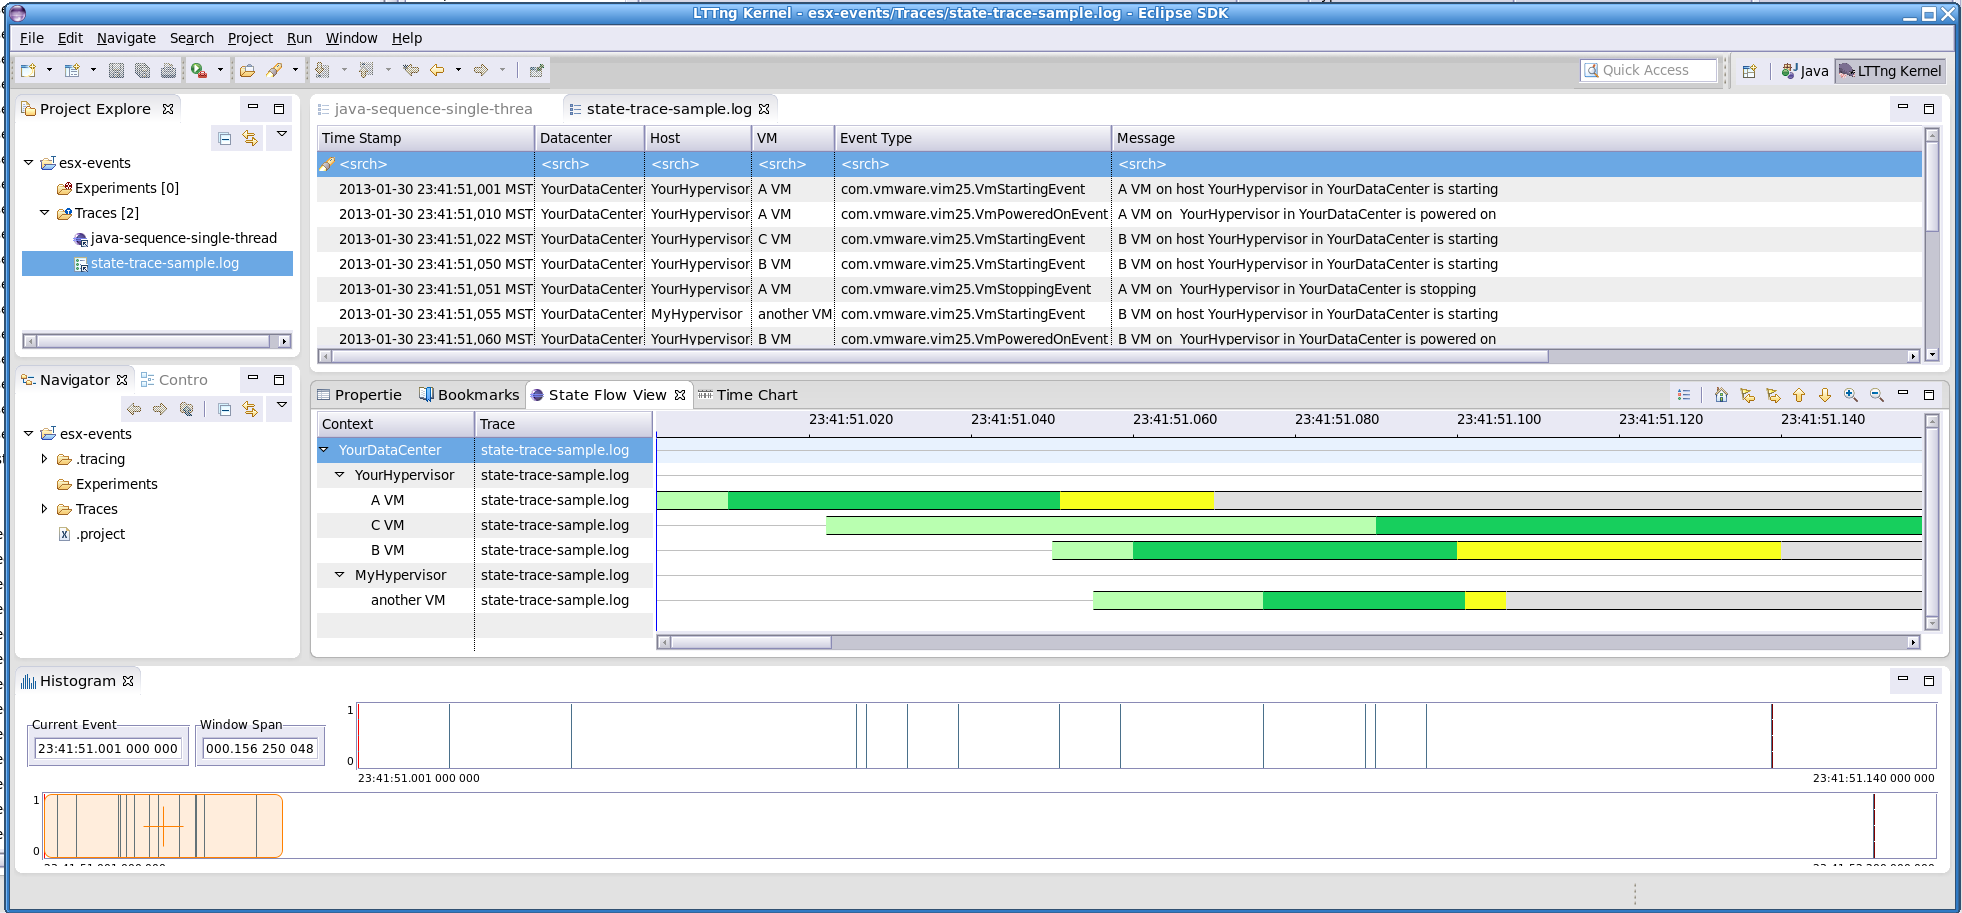 LTTng Kernel - esx-events/Traces/state-trace-sample.log - Eclipse SDK
File Edit Navigate Search Project Run Window Help
Quick Access Java LTTng Kernel
Project Explore
esx-events
Experiments [0]
Traces [2]
java-sequence-single-thread
state-trace-sample.log
java-sequence-single-threa state-trace-sample.log
Time Stamp Datacenter Host VM Event Type Message
<srch> <srch> <srch> <srch> <srch> <srch>
2013-01-30 23:41:51,001 MST YourDataCenter YourHypervisor A VM com.vmware.vim25.VmStartingEvent A VM on host YourHypervisor in YourDataCenter is starting
2013-01-30 23:41:51,010 MST YourDataCenter YourHypervisor A VM com.vmware.vim25.VmPoweredOnEvent A VM on  YourHypervisor in YourDataCenter is powered on
2013-01-30 23:41:51,022 MST YourDataCenter YourHypervisor C VM com.vmware.vim25.VmStartingEvent B VM on host YourHypervisor in YourDataCenter is starting
2013-01-30 23:41:51,050 MST YourDataCenter YourHypervisor B VM com.vmware.vim25.VmStartingEvent B VM on host YourHypervisor in YourDataCenter is starting
2013-01-30 23:41:51,051 MST YourDataCenter YourHypervisor A VM com.vmware.vim25.VmStoppingEvent A VM on  YourHypervisor in YourDataCenter is stopping
2013-01-30 23:41:51,055 MST YourDataCenter MyHypervisor another VM com.vmware.vim25.VmStartingEvent B VM on host YourHypervisor in YourDataCenter is starting
2013-01-30 23:41:51,060 MST YourDataCenter YourHypervisor B VM com.vmware.vim25.VmPoweredOnEvent B VM on  YourHypervisor in YourDataCenter is powered on
Navigator Contro
esx-events
.tracing
Experiments
Traces
.project
Propertie Bookmarks State Flow View Time Chart
Context Trace 23:41:51.020 23:41:51.040 23:41:51.060 23:41:51.080 23:41:51.100 23:41:51.120 23:41:51.140
YourDataCenter state-trace-sample.log
YourHypervisor state-trace-sample.log
A VM state-trace-sample.log
C VM state-trace-sample.log
B VM state-trace-sample.log
MyHypervisor state-trace-sample.log
another VM state-trace-sample.log
Histogram
Current Event Window Span
23:41:51.001 000 000 000.156 250 048
1
0
23:41:51.001 000 000 23:41:51.140 000 000
1
0